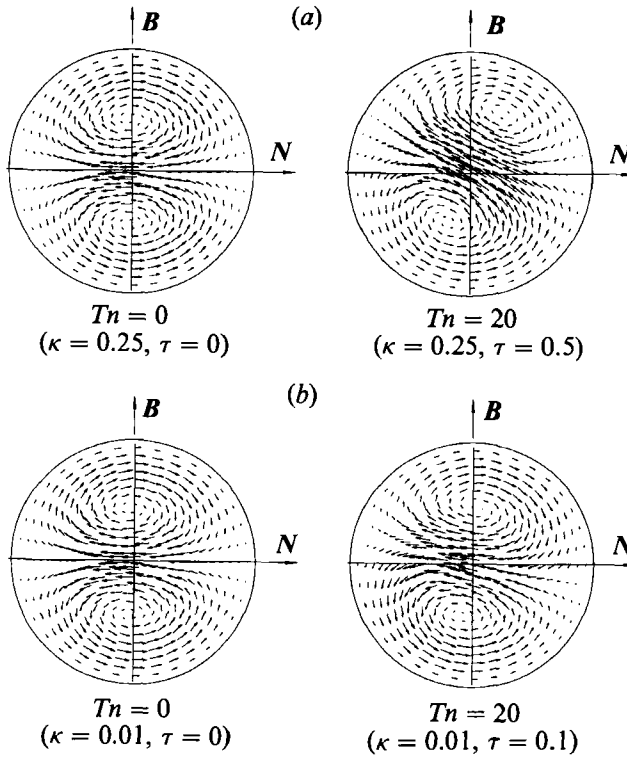 (a)
B
B
N
N
Tn = 0
(κ = 0.25, τ = 0)
Tn = 20
(κ = 0.25, τ = 0.5)
(b)
B
B
N
N
Tn = 0
(κ = 0.01, τ = 0)
Tn = 20
(κ = 0.01, τ = 0.1)